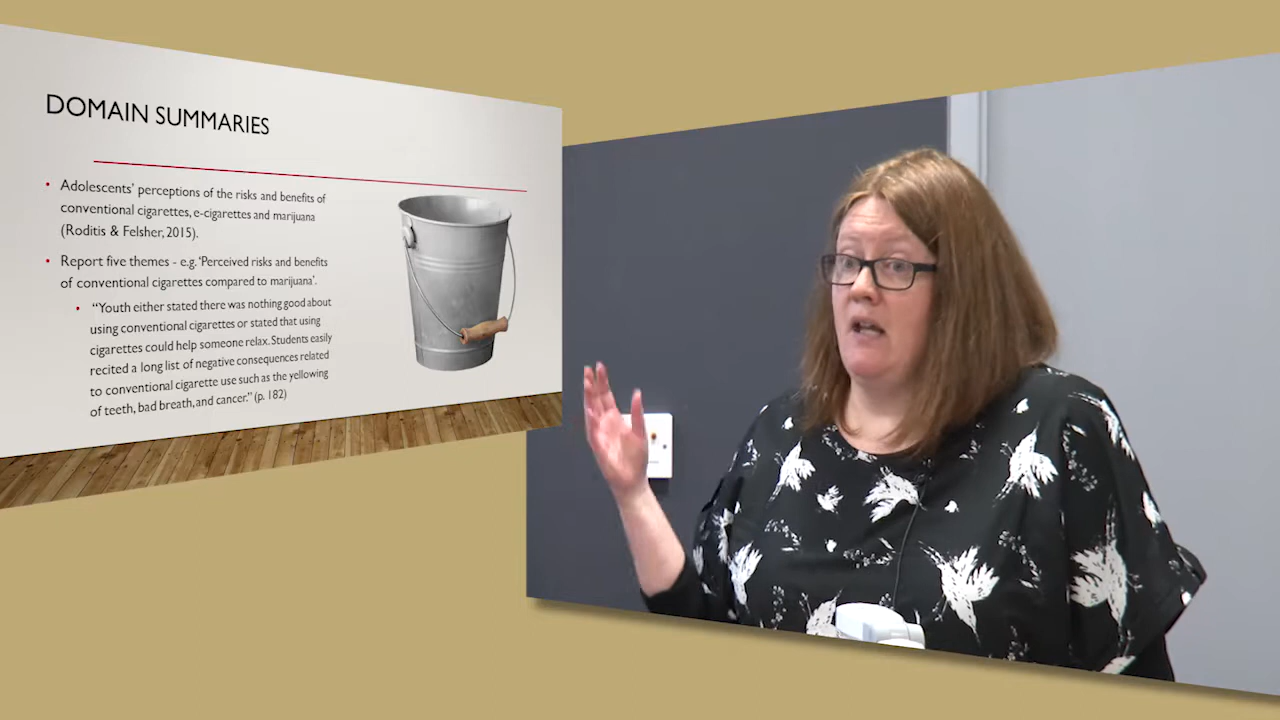 DOMAIN SUMMARIES
• Adolescents' perceptions of the risks and benefits of
conventional cigarettes, e-cigarettes and marijuana
(Roditis & Felsher, 2015).
• Report five themes - e.g. 'Perceived risks and benefits
of conventional cigarettes compared to marijuana'.
• "Youth either stated there was nothing good about
using conventional cigarettes or stated that using
cigarettes could help someone relax. Students easily
recited a long list of negative consequences related
to conventional cigarette use such as the yellowing
of teeth, bad breath, and cancer." (p. 182)